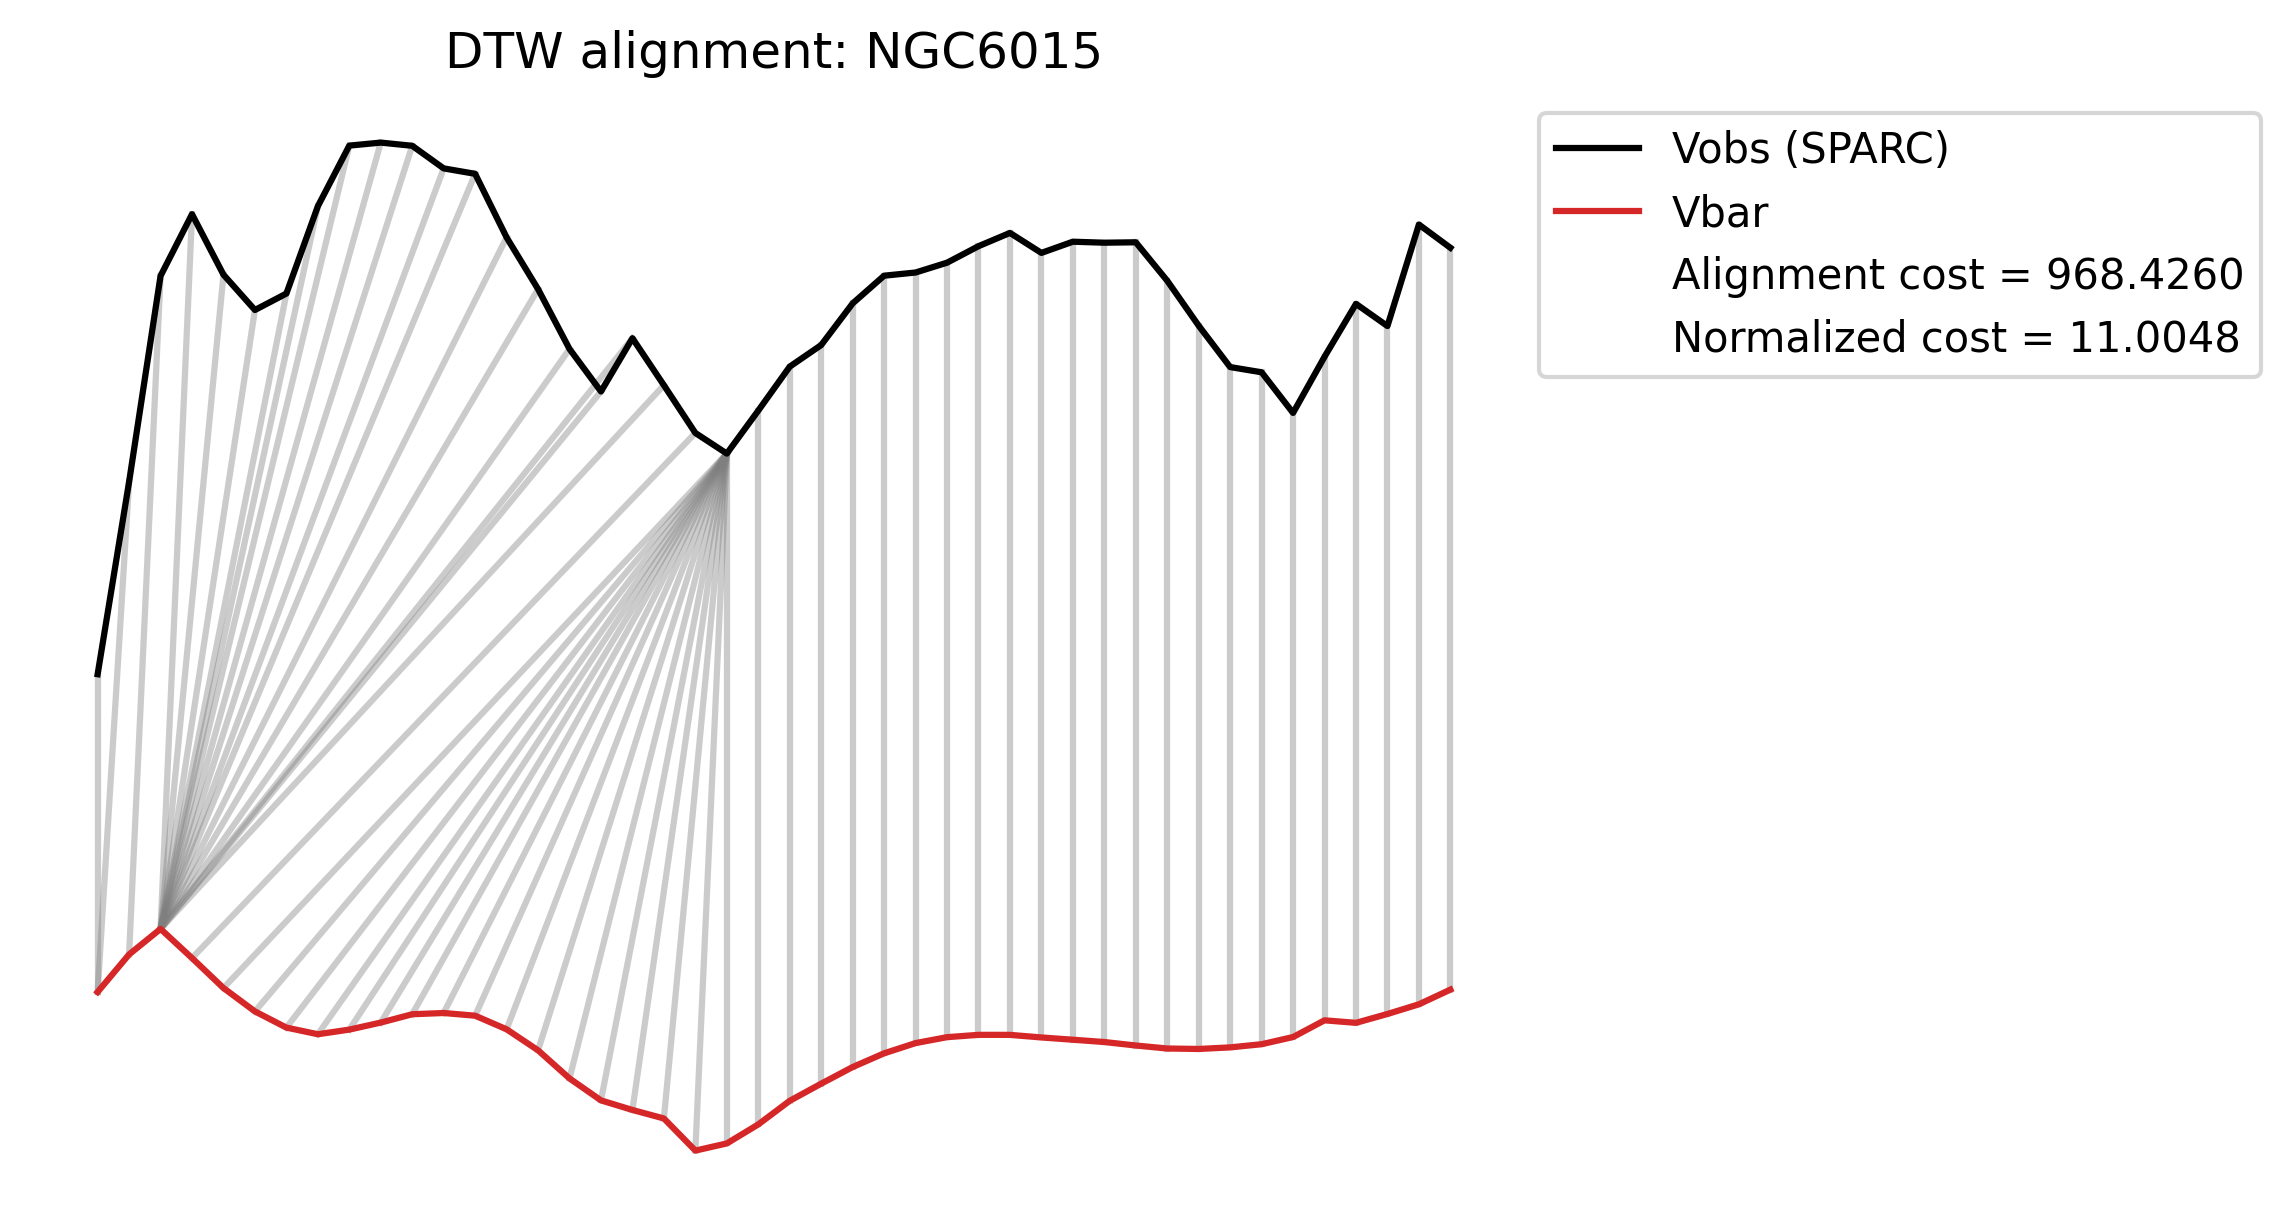 DTW alignment: NGC6015
Vobs (SPARC)
Vbar
Alignment cost = 968.4260
Normalized cost = 11.0048